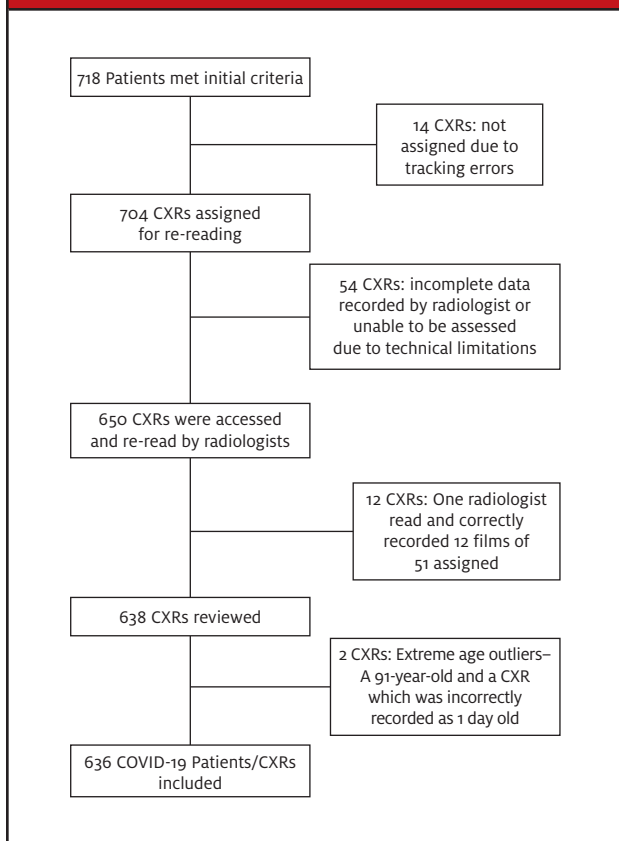 718 Patients met initial criteria
14 CXRs: not
assigned due to
tracking errors
704 CXRs assigned
for re-reading
54 CXRs: incomplete data
recorded by radiologist or
unable to be assessed
due to technical limitations
650 CXRs were accessed
and re-read by radiologists
12 CXRs: One radiologist
read and correctly
recorded 12 films of
51 assigned
638 CXRs reviewed
2 CXRs: Extreme age outliers–
A 91-year-old and a CXR
which was incorrectly
recorded as 1 day old
636 COVID-19 Patients/CXRs
included